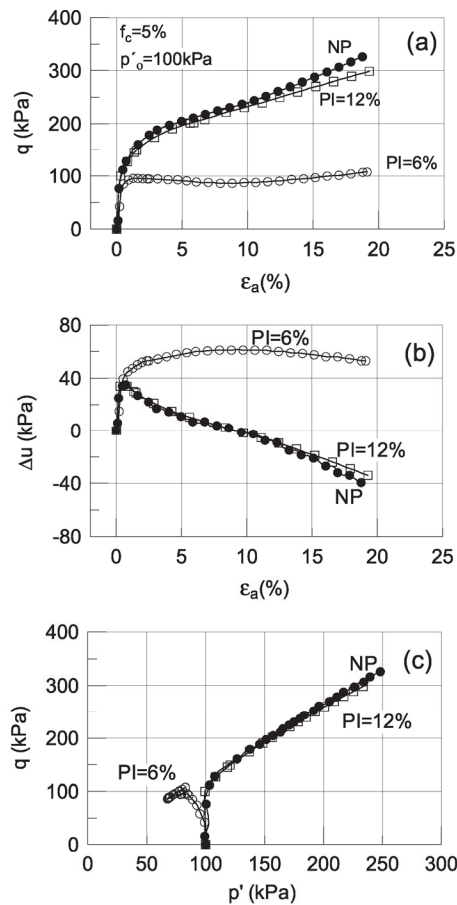 400
f_c=5%
NP
(a)
p´_o=100kPa
300
PI=12%
q (kPa)
200
100
PI=6%
0
0 5 10 15 20 25
ε_a(%)
80
PI=6%
(b)
40
Δu (kPa)
0
PI=12%
-40
NP
-80
0 5 10 15 20 25
ε_a(%)
400
NP
(c)
300
PI=12%
q (kPa)
200
PI=6%
100
0
0 50 100 150 200 250 300
p' (kPa)